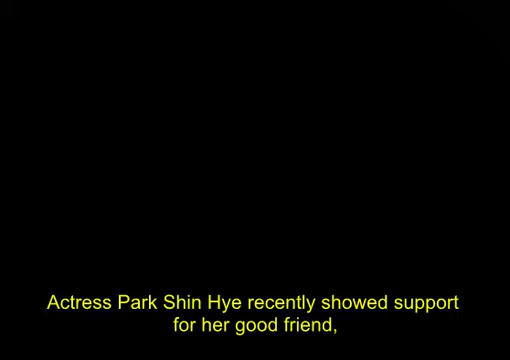 Actress Park Shin Hye recently showed support
for her good friend,